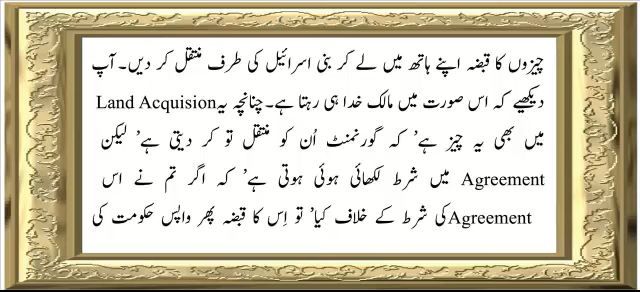 چیزوں کا قبضہ اپنے ہاتھ میں لے کر بنی اسرائیل کی طرف منتقل کر دیں۔ آپ
دیکھیے کہ اس صورت میں مالک خدا ہی رہتا ہے۔ چنانچہ یہ Land Acquision
میں بھی یہ چیز ہے’ کہ گورنمنٹ اُن کو منتقل تو کر دیتی ہے’ لیکن
Agreement میں شرط لکھائی ہوئی ہوتی ہے’ کہ اگر تم نے اس
Agreement کی شرط کے خلاف کیا’ تو اِس کا قبضہ پھر واپس حکومت کی